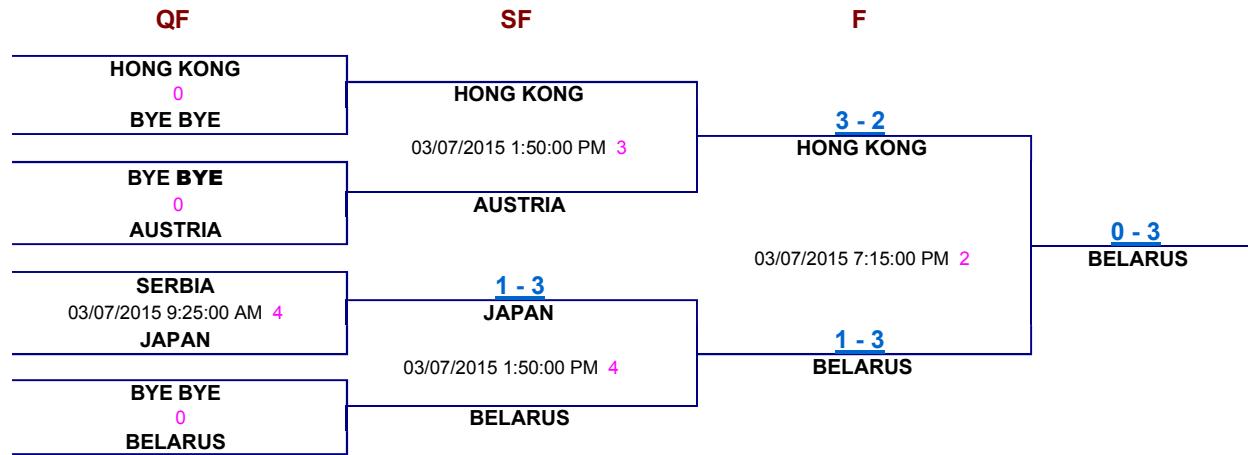 QF SF F
HONG KONG
0
BYE BYE
BYE BYE
0
AUSTRIA
SERBIA
03/07/2015 9:25:00 AM 4
JAPAN
BYE BYE
0
BELARUS
HONG KONG
03/07/2015 1:50:00 PM 3
AUSTRIA
1 - 3
JAPAN
03/07/2015 1:50:00 PM 4
BELARUS
3 - 2
HONG KONG
03/07/2015 7:15:00 PM 2
1 - 3
BELARUS
0 - 3
BELARUS